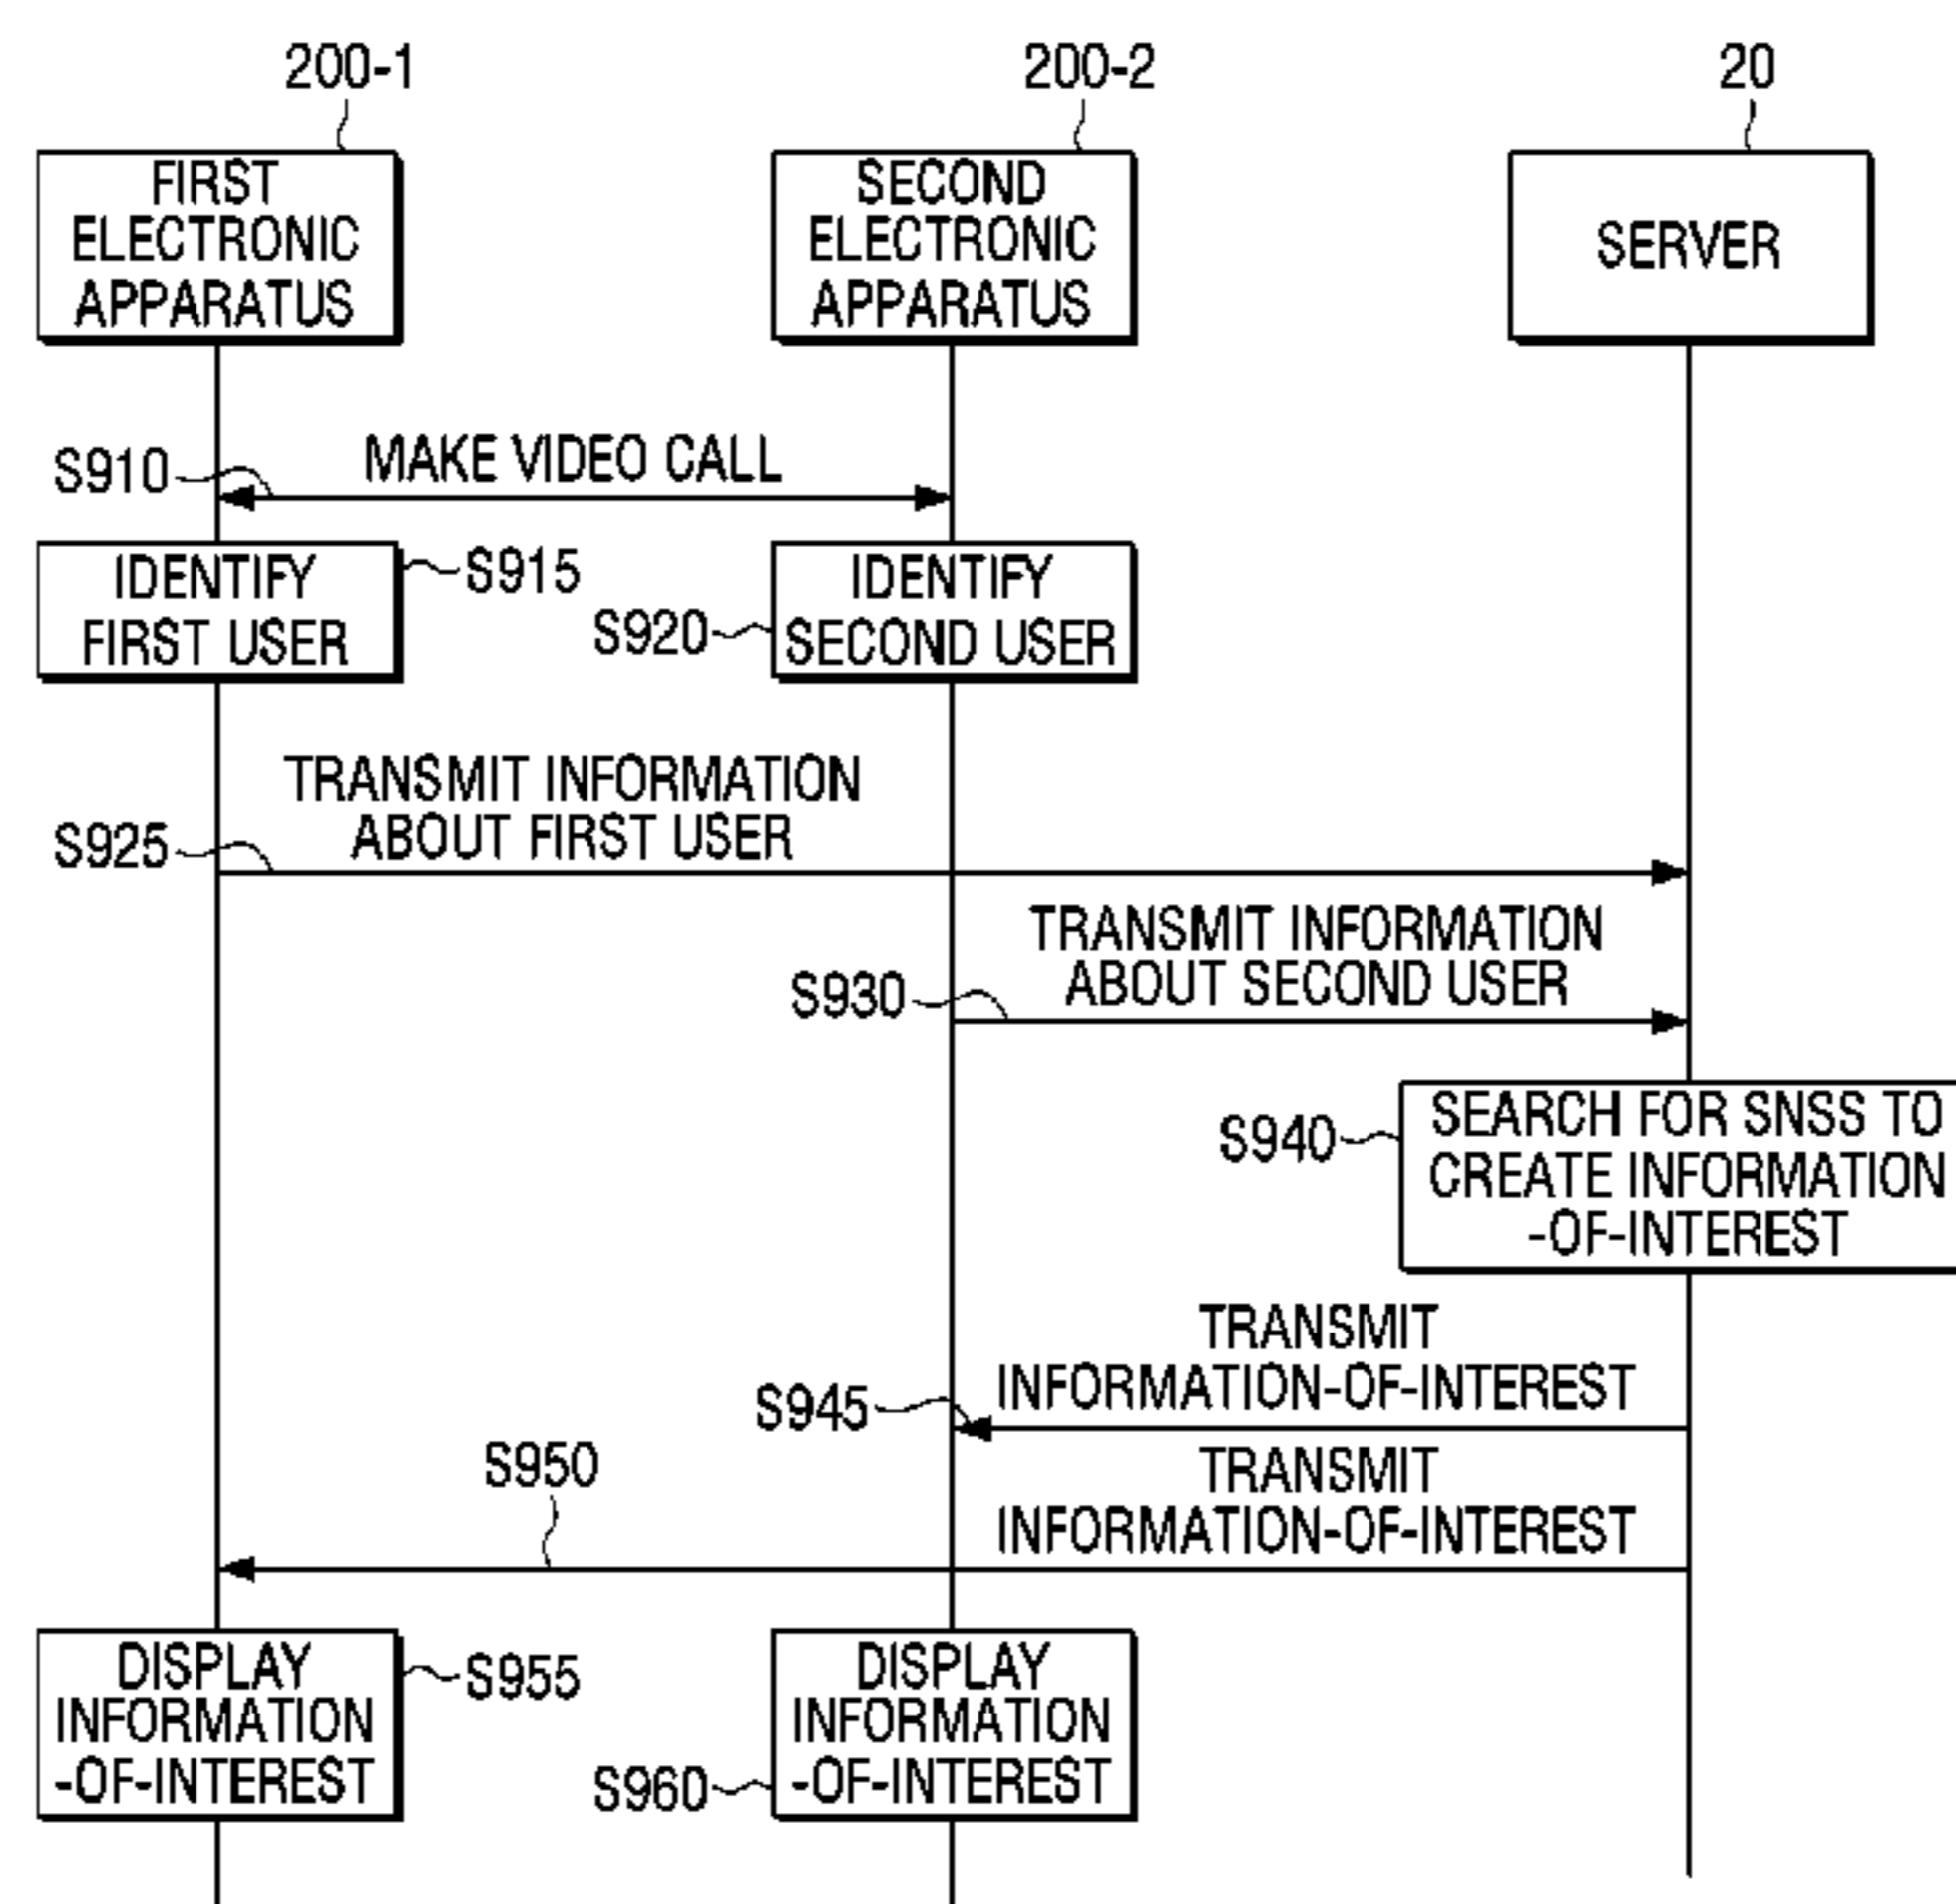 200-1
200-2
20
FIRST
ELECTRONIC
APPARATUS
SECOND
ELECTRONIC
APPARATUS
SERVER
S910
MAKE VIDEO CALL
IDENTIFY
FIRST USER
S915
S920
IDENTIFY
SECOND USER
TRANSMIT INFORMATION
ABOUT FIRST USER
S925
TRANSMIT INFORMATION
ABOUT SECOND USER
S930
S940
SEARCH FOR SNSS TO
CREATE INFORMATION
-OF-INTEREST
TRANSMIT
INFORMATION-OF-INTEREST
S945
S950
TRANSMIT
INFORMATION-OF-INTEREST
DISPLAY
INFORMATION
-OF-INTEREST
S955
S960
DISPLAY
INFORMATION
-OF-INTEREST